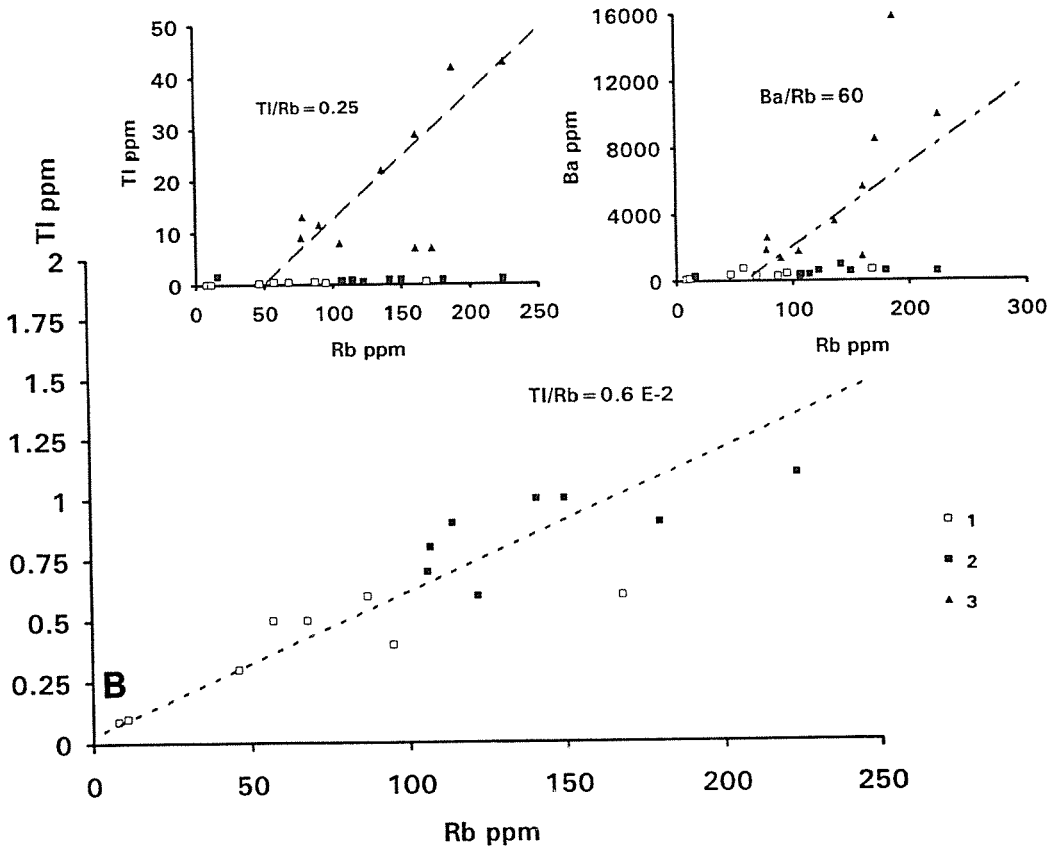 50
40
30
20
10
0
Tl ppm
Tl/Rb = 0.25
0 50 100 150 200 250
Rb ppm
16000
12000
8000
4000
0
Ba ppm
Ba/Rb = 60
0 100 200 300
Rb ppm
Tl ppm
2
1.75
1.5
1.25
1
0.75
0.5
0.25
0
Tl/Rb = 0.6 E-2
B
1
2
3
0 50 100 150 200 250
Rb ppm